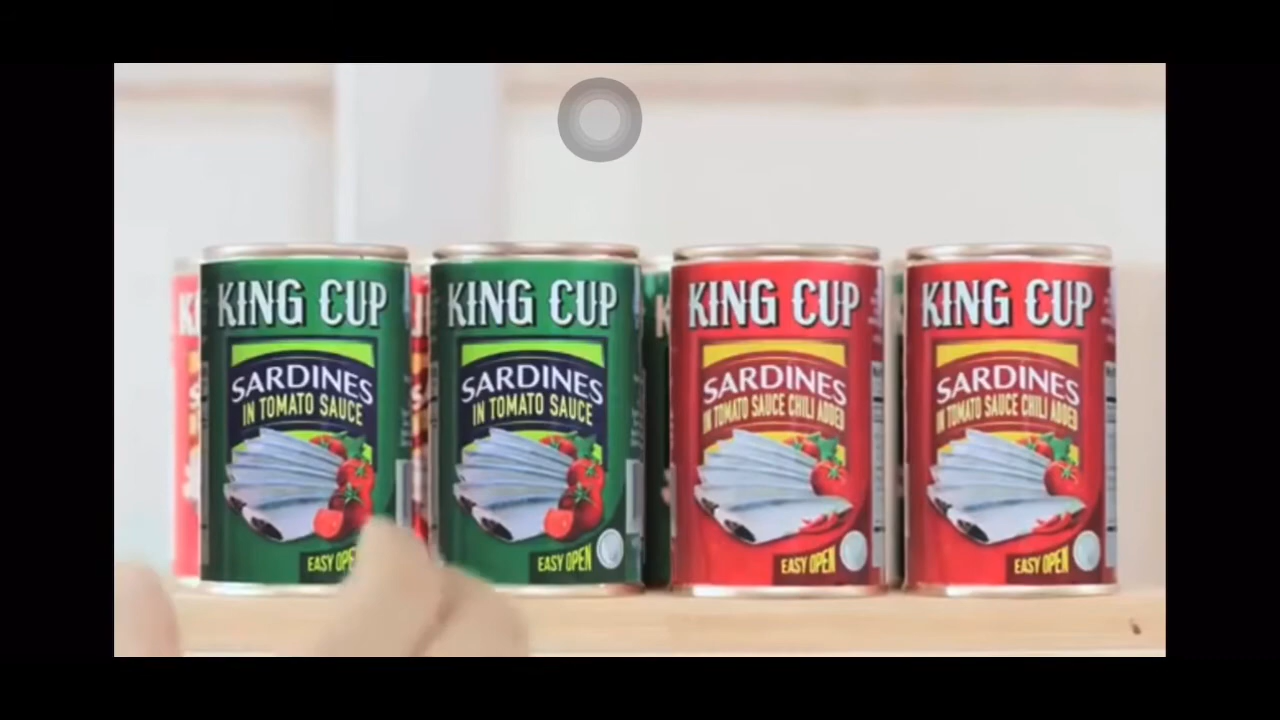 KING CUP
SARDINES
IN TOMATO SAUCE
EASY OPE
KING CUP
SARDINES
IN TOMATO SAUCE
EASY OPEN
KING CUP
SARDINES
IN TOMATO SAUCE CHILI ADDED
EASY OPEN
KING CUP
SARDINES
IN TOMATO SAUCE CHILI ADDED
EASY OPEN